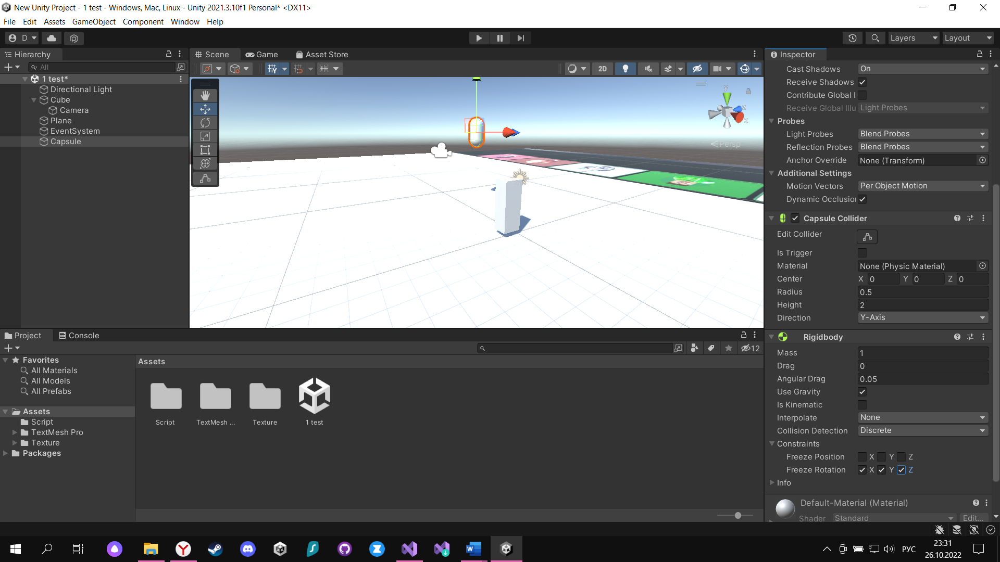 New Unity Project - 1 test - Windows, Mac, Linux - Unity 2021.3.10f1 Personal* <DX11>
File Edit Assets GameObject Component Window Help
D
Layers
Layout
Hierarchy
Scene
Game
Asset Store
Inspector
All
2D
1 test*
Directional Light
Cube
Camera
Plane
EventSystem
Capsule
y
z
x
Persp
Cast Shadows On
Receive Shadows
Contribute Global I
Receive Global Illu Light Probes
Probes
Light Probes Blend Probes
Reflection Probes Blend Probes
Anchor Override None (Transform)
Additional Settings
Motion Vectors Per Object Motion
Dynamic Occlusio
Capsule Collider
Edit Collider
Is Trigger
Material None (Physic Material)
Center X 0 Y 0 Z 0
Radius 0.5
Height 2
Direction Y-Axis
Rigidbody
Mass 1
Drag 0
Angular Drag 0.05
Use Gravity
Is Kinematic
Interpolate None
Collision Detection Discrete
Constraints
Freeze Position X Y Z
Freeze Rotation X Y Z
Info
Default-Material (Material)
Shader Standard Edit...
Project
Console
12
Favorites
All Materials
All Models
All Prefabs
Assets
Script
TextMesh Pro
Texture
Packages
Assets
Script
TextMesh ...
Texture
1 test
РУС
23:31
26.10.2022